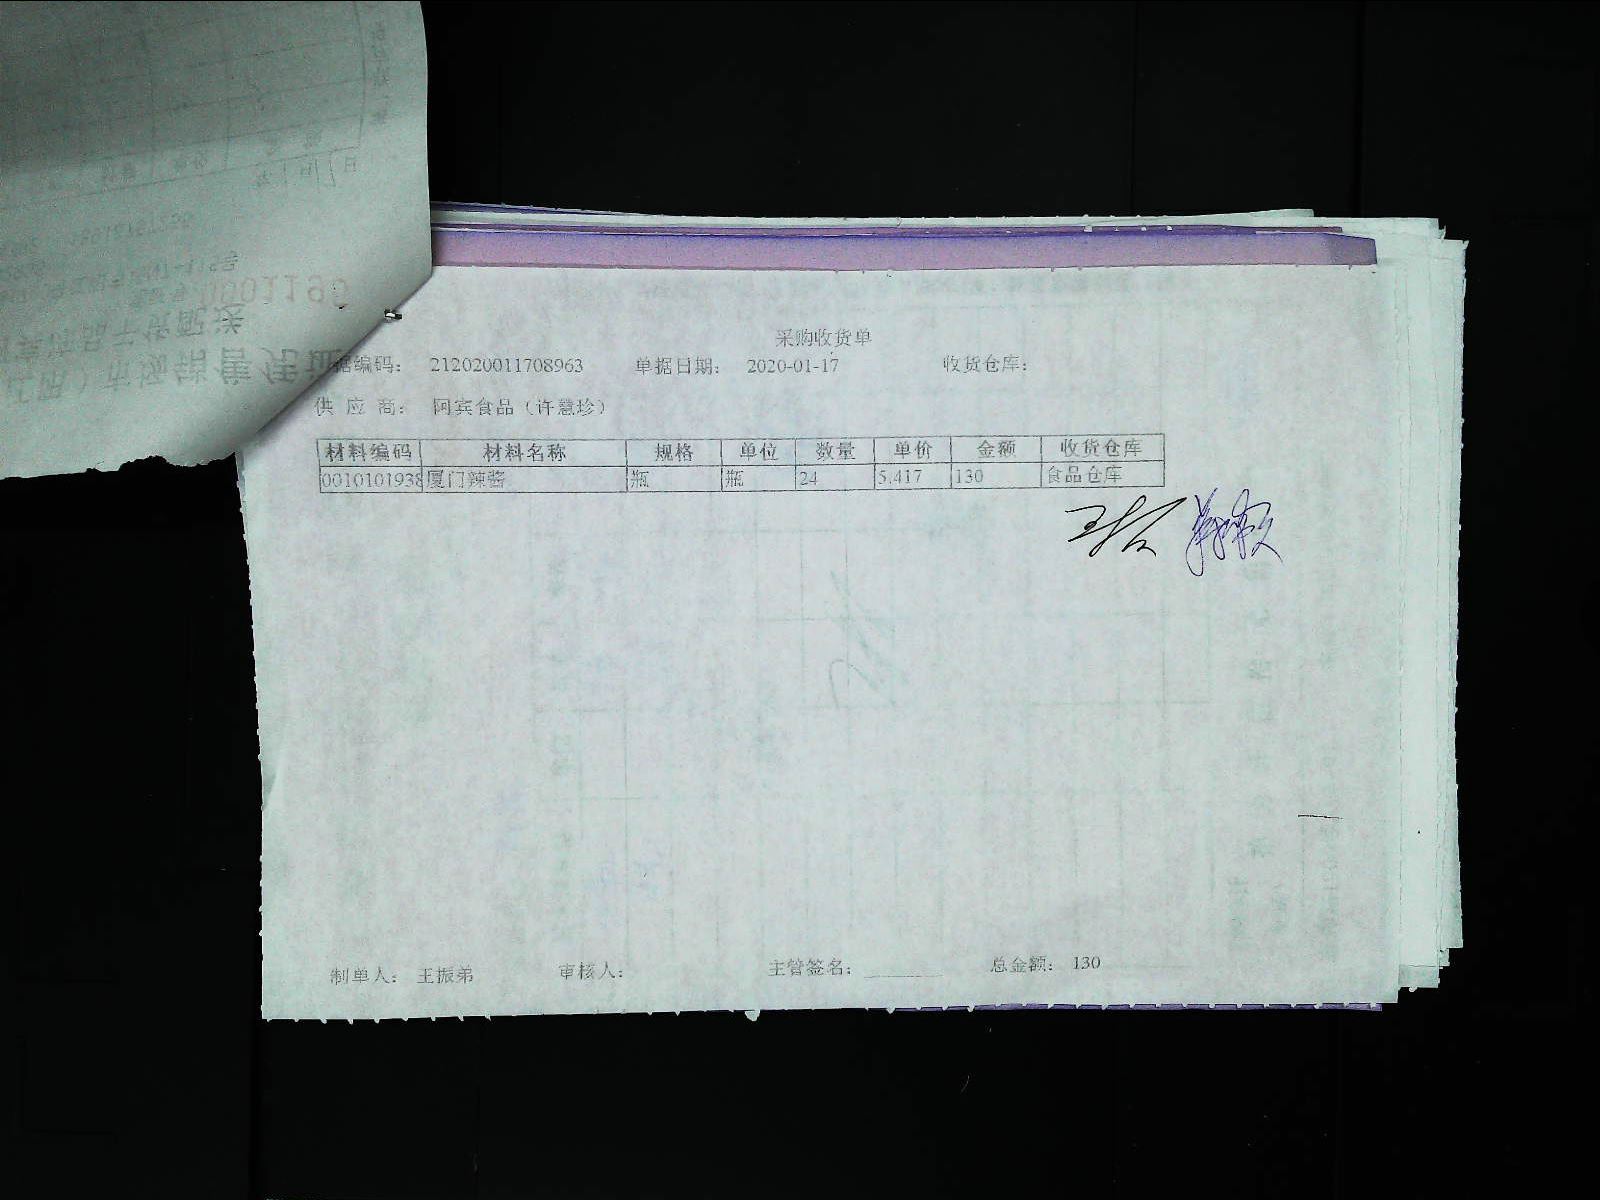 采购收货单
据编码： 212020011708963 单据日期： 2020-01-17 收货仓库：
供 应 商： 阿宾食品（许慧珍）
材料编码 材料名称 规格 单位 数量 单价 金额 收货仓库
0010101938 厦门辣酱 瓶 瓶 24 5.417 130 食品仓库
制单人： 王振弟 审核人： 主管签名： ________ 总金额： 130